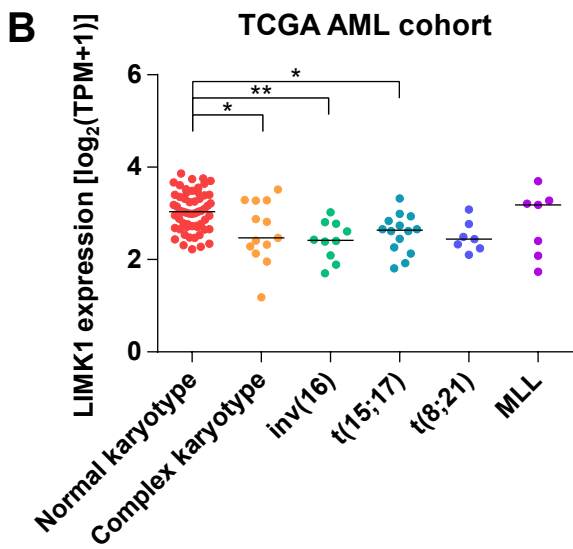 B
TCGA AML cohort
LIMK1 expression [log₂(TPM+1)]
6
4
2
0
*
**
*
Normal karyotype
Complex karyotype
inv(16)
t(15;17)
t(8;21)
MLL